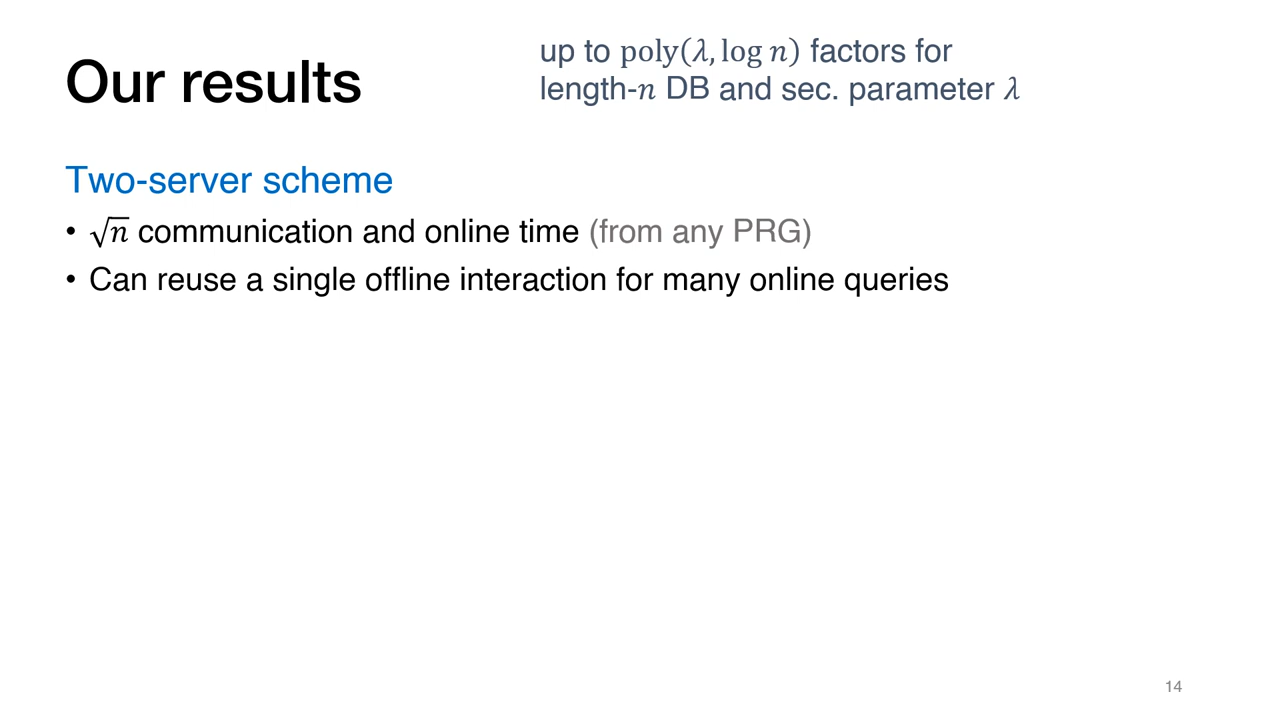 Our results
up to poly(λ, log n) factors for
length-n DB and sec. parameter λ
Two-server scheme
• √n communication and online time (from any PRG)
• Can reuse a single offline interaction for many online queries
14